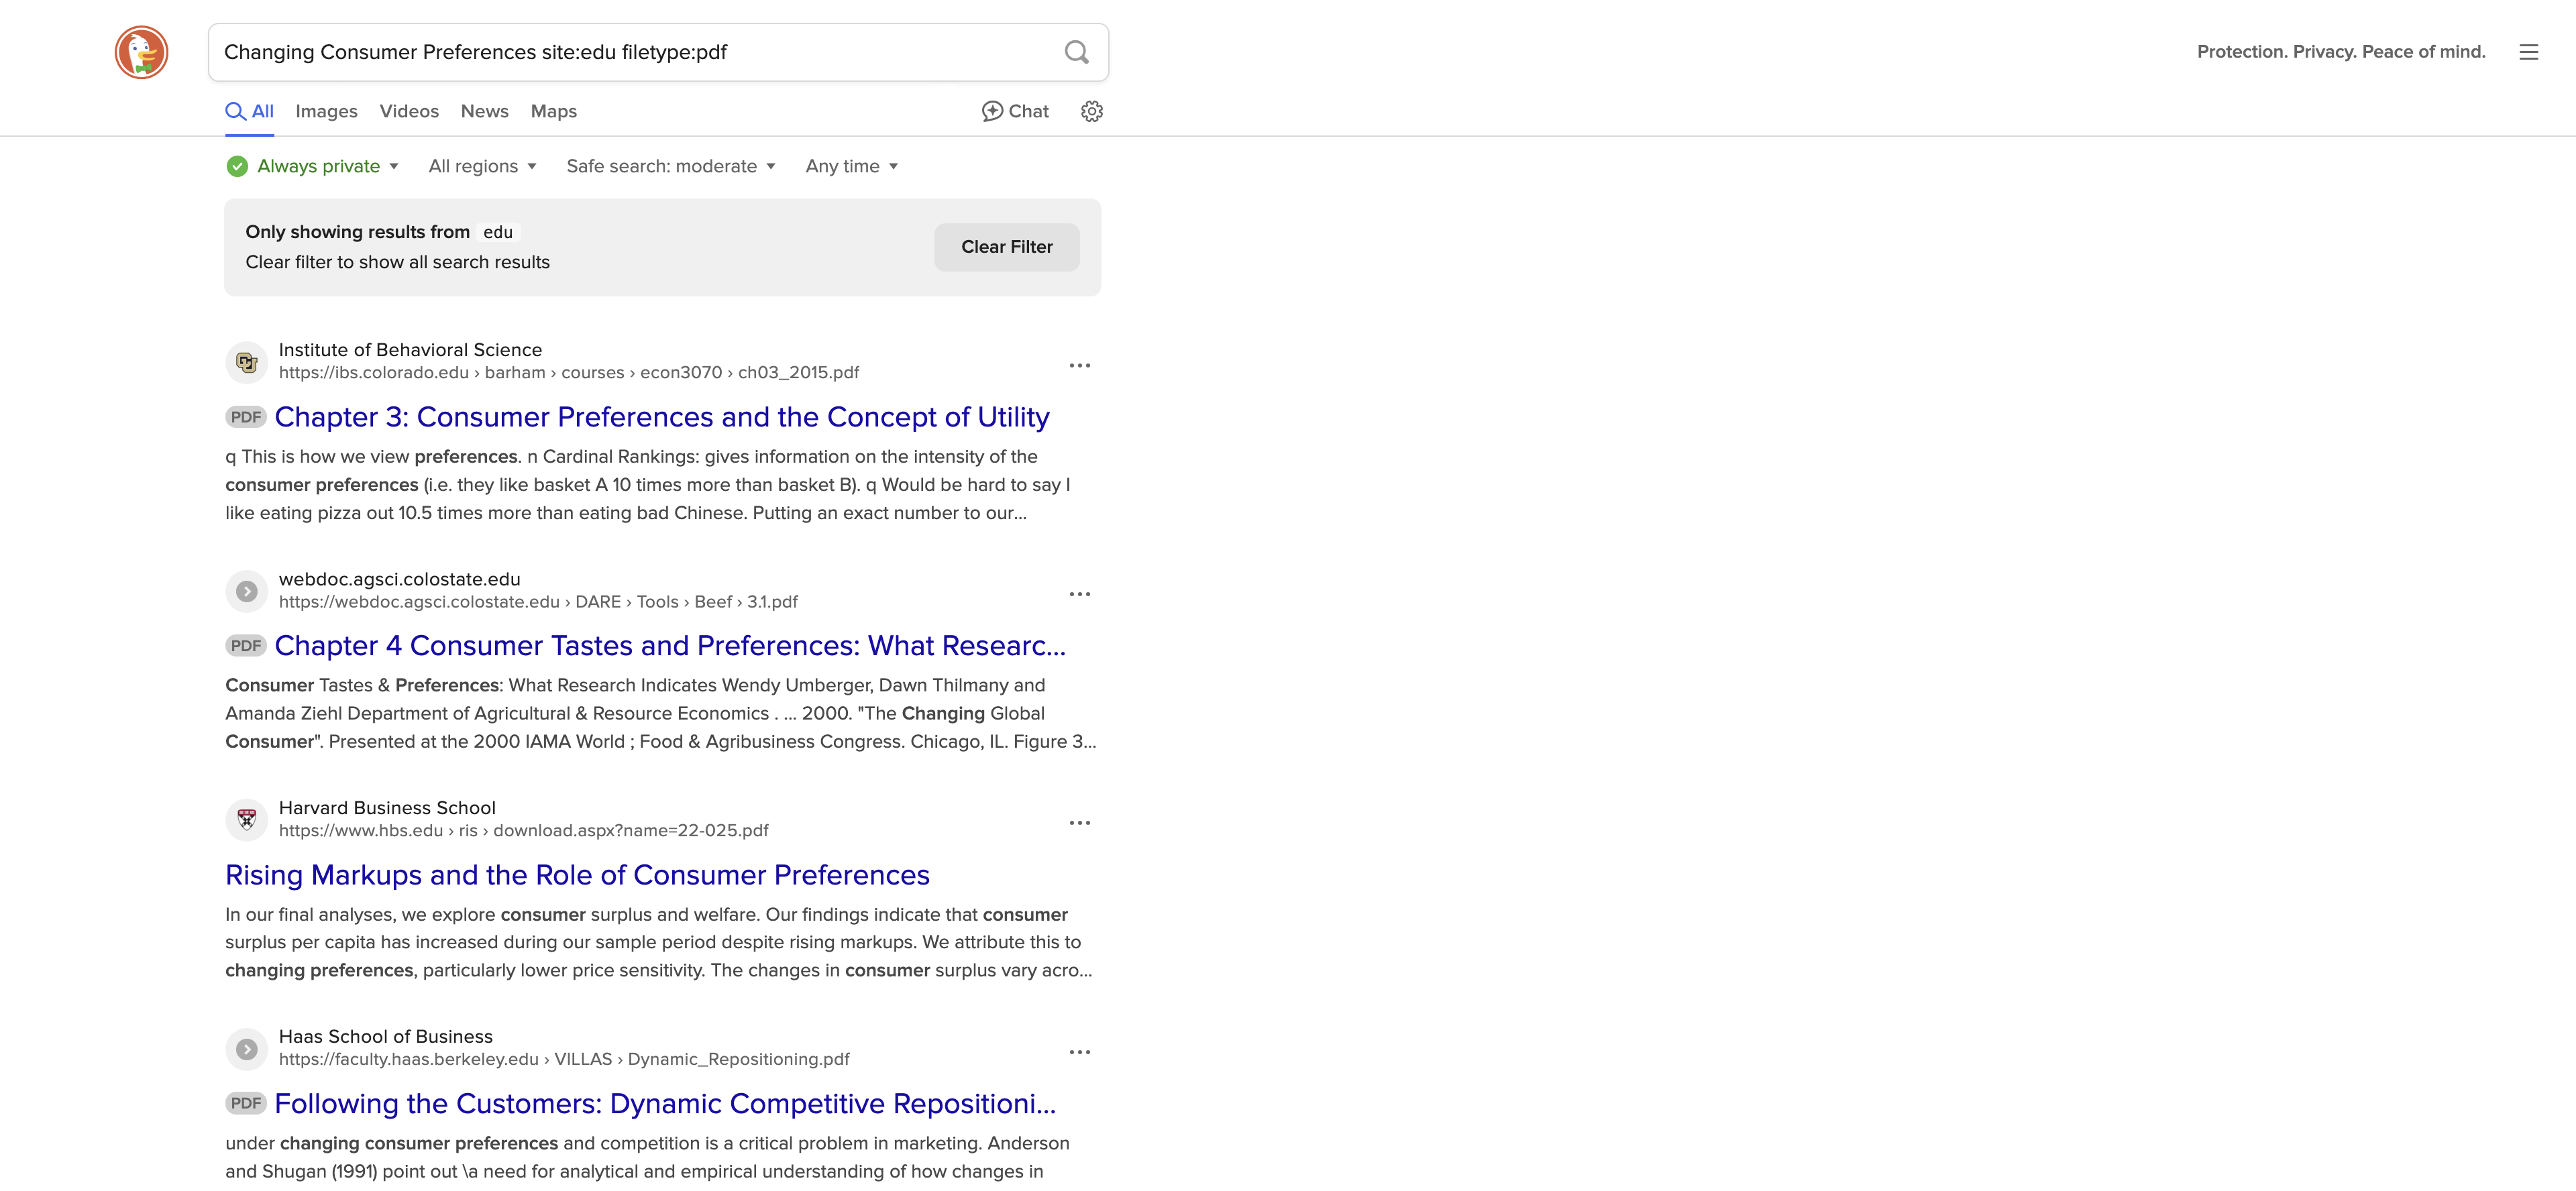 Changing Consumer Preferences site:edu filetype:pdf
Protection. Privacy. Peace of mind.
All Images Videos News Maps Chat
Always private All regions Safe search: moderate Any time
Only showing results from edu
Clear filter to show all search results
Clear Filter
Institute of Behavioral Science
https://ibs.colorado.edu › barham › courses › econ3070 › ch03_2015.pdf
PDF Chapter 3: Consumer Preferences and the Concept of Utility
q This is how we view preferences. n Cardinal Rankings: gives information on the intensity of the
consumer preferences (i.e. they like basket A 10 times more than basket B). q Would be hard to say I
like eating pizza out 10.5 times more than eating bad Chinese. Putting an exact number to our...
webdoc.agsci.colostate.edu
https://webdoc.agsci.colostate.edu › DARE › Tools › Beef › 3.1.pdf
PDF Chapter 4 Consumer Tastes and Preferences: What Researc...
Consumer Tastes & Preferences: What Research Indicates Wendy Umberger, Dawn Thilmany and
Amanda Ziehl Department of Agricultural & Resource Economics . ... 2000. "The Changing Global
Consumer". Presented at the 2000 IAMA World ; Food & Agribusiness Congress. Chicago, IL. Figure 3...
Harvard Business School
https://www.hbs.edu › ris › download.aspx?name=22-025.pdf
Rising Markups and the Role of Consumer Preferences
In our final analyses, we explore consumer surplus and welfare. Our findings indicate that consumer
surplus per capita has increased during our sample period despite rising markups. We attribute this to
changing preferences, particularly lower price sensitivity. The changes in consumer surplus vary acro...
Haas School of Business
https://faculty.haas.berkeley.edu › VILLAS › Dynamic_Repositioning.pdf
PDF Following the Customers: Dynamic Competitive Repositioni...
under changing consumer preferences and competition is a critical problem in marketing. Anderson
and Shugan (1991) point out \a need for analytical and empirical understanding of how changes in